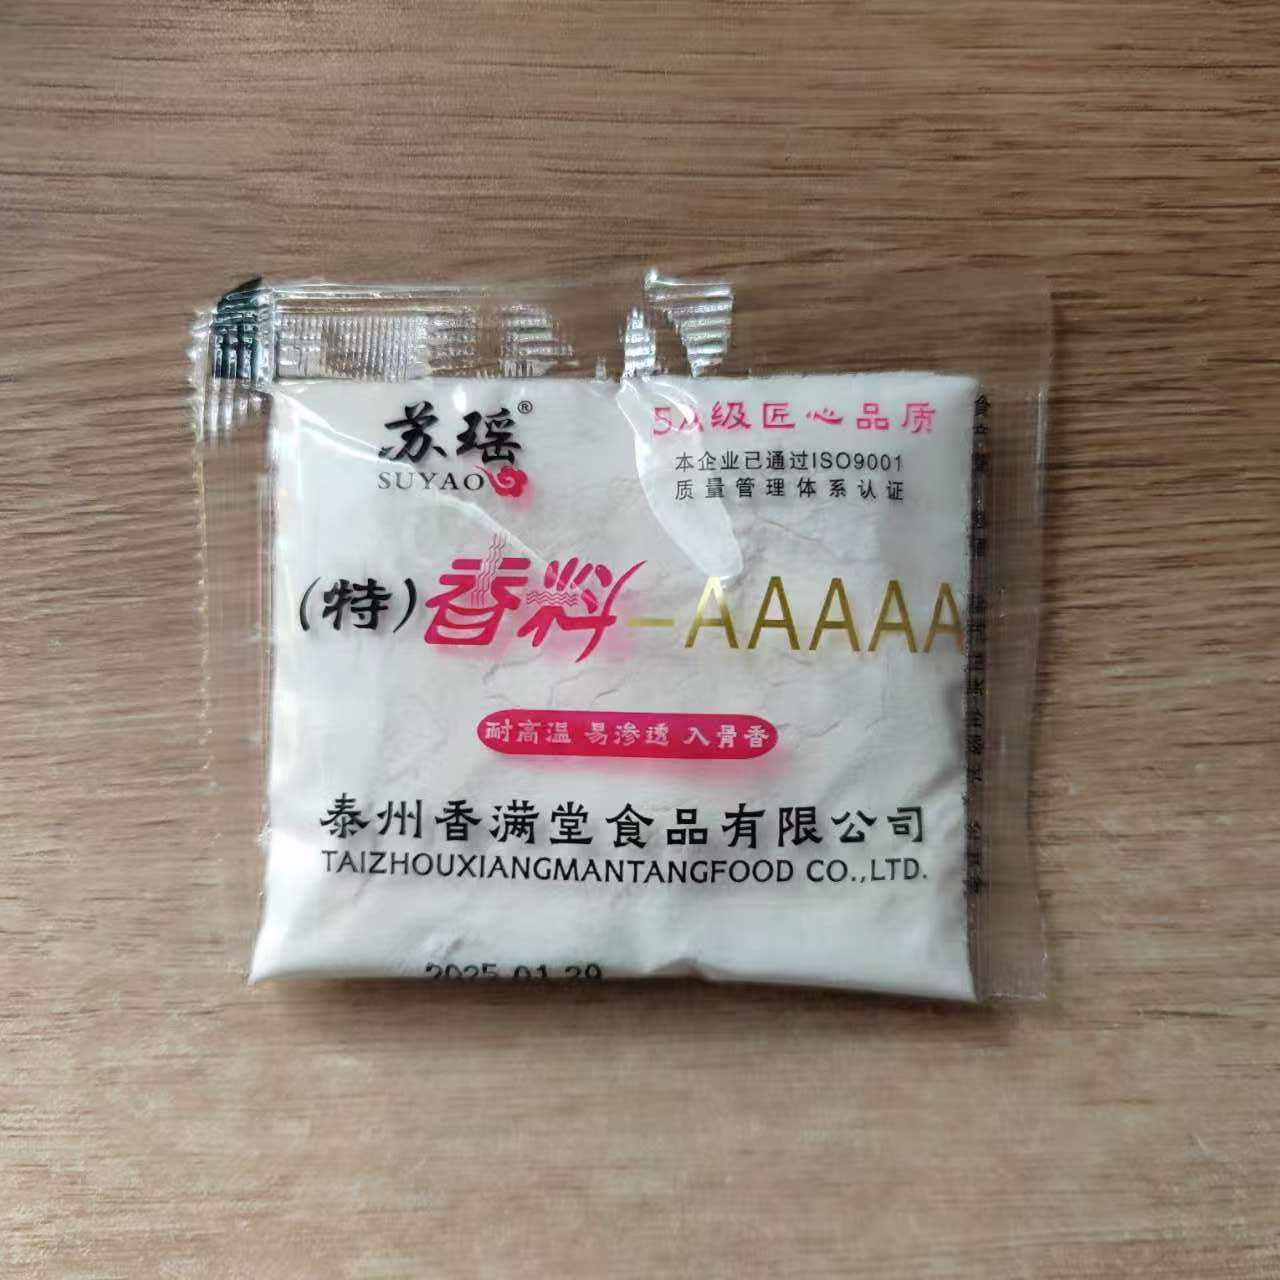 苏瑶®
SUYAO
5A级匠心品质
本企业已通过ISO9001
质量管理体系认证
(特)香料-AAAAA
耐高温 易渗透 入骨香
泰州香满堂食品有限公司
TAIZHOUXIANGMANTANGFOOD CO.,LTD.
2025.01.20